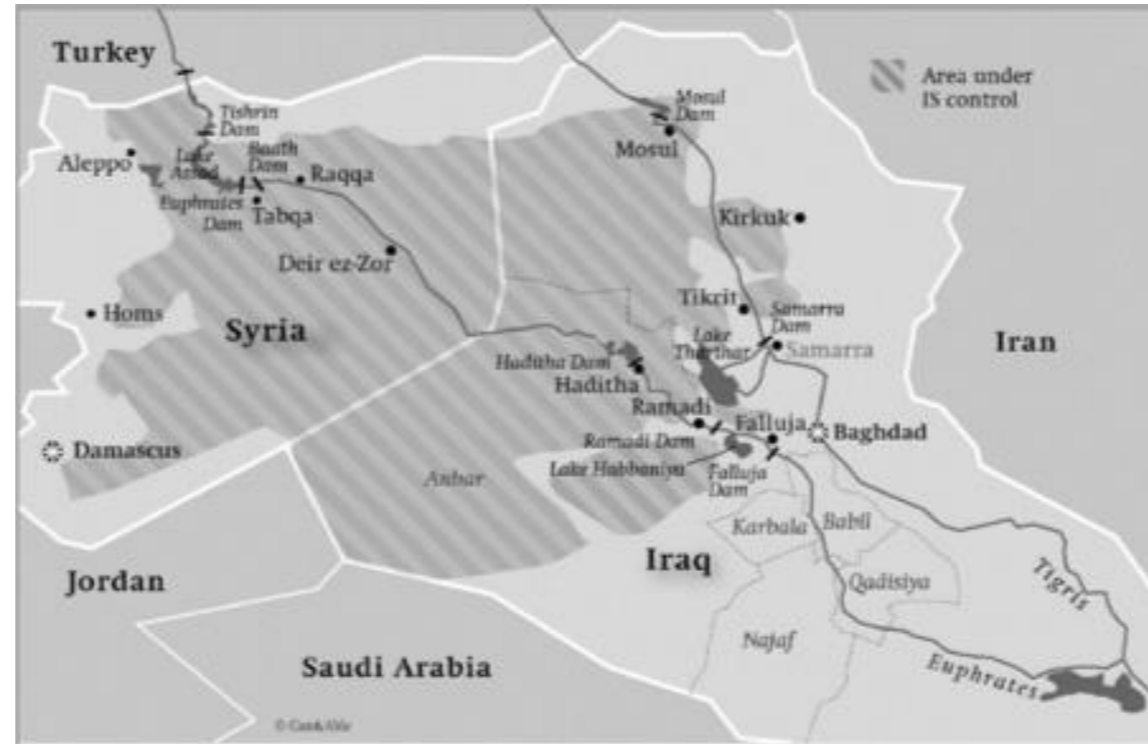 Turkey
Area under
IS control
Tishrin
Dam
Mosul
Dam
Mosul
Aleppo
Lake
Assad
Baath
Dam
Raqqa
Euphrates
Dam
Tabqa
Kirkuk
Deir ez-Zor
Homs
Syria
Tikrit
Samarra
Dam
Lake
Tharthar
Samarra
Iran
Haditha Dam
Haditha
Ramadi
Falluja
Baghdad
Damascus
Ramadi Dam
Anbar
Lake Habbaniya
Falluja
Dam
Karbala
Babil
Iraq
Jordan
Qadisiya
Tigris
Najaf
Saudi Arabia
Euphrates